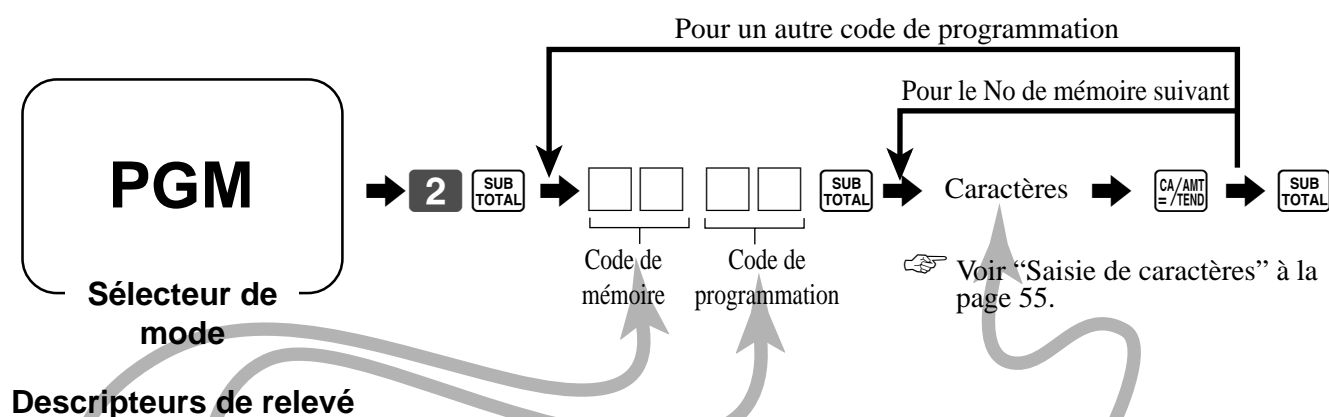 Pour un autre code de programmation
Pour le No de mémoire suivant
PGM
2
SUB
TOTAL
SUB
TOTAL
Caractères
CA/AMT
= /TEND
SUB
TOTAL
Code de
mémoire
Code de
programmation
☞ Voir “Saisie de caractères” à la
page 55.
Sélecteur de
mode
Descripteurs de relevé